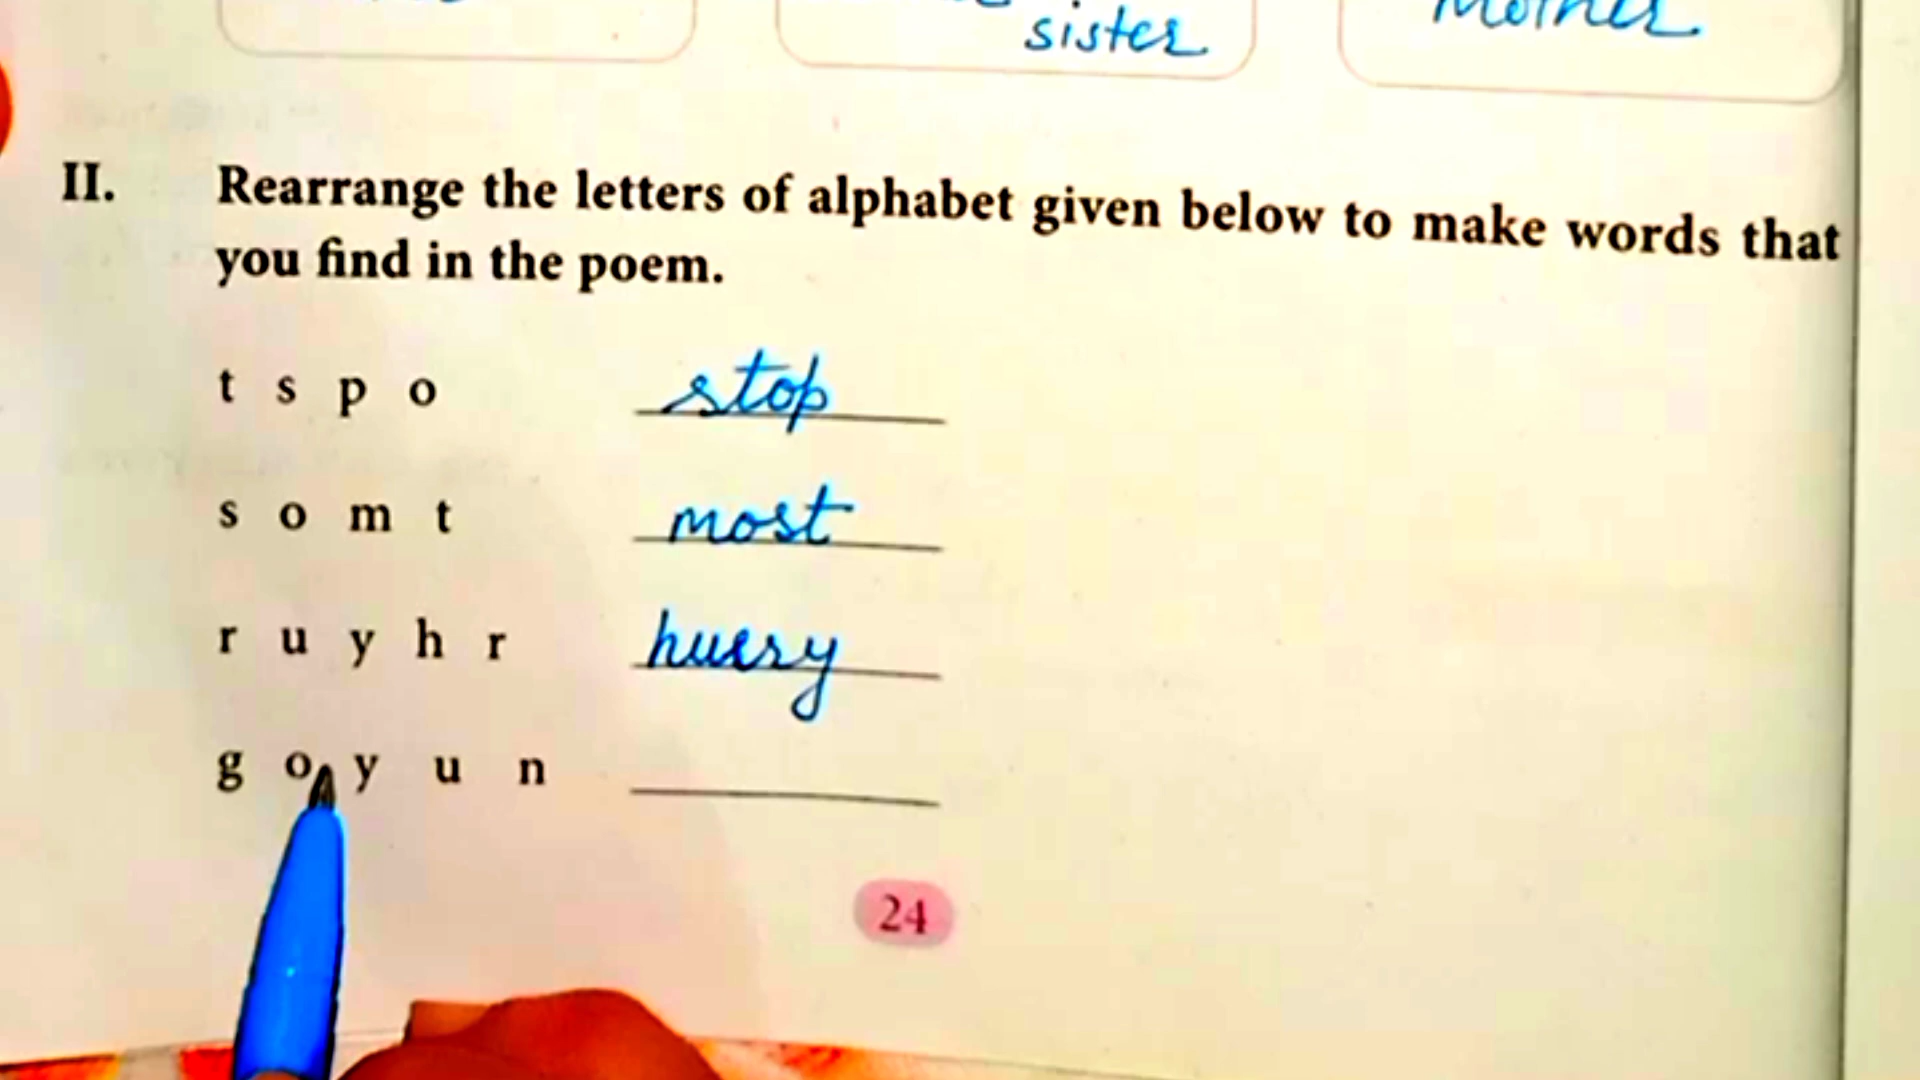 sister
Mother
II. Rearrange the letters of alphabet given below to make words that
you find in the poem.
t s p o stop
s o m t most
r u y h r hurry
g o y u n
24